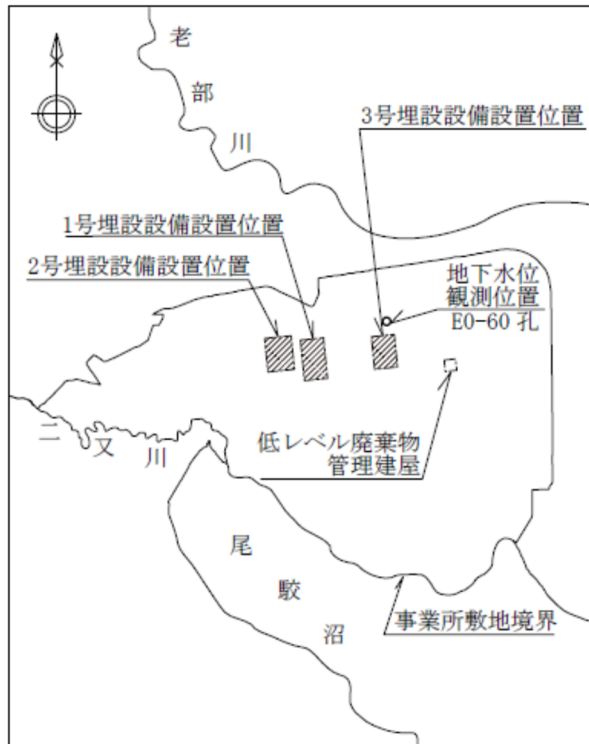 老部川
3号埋設設備設置位置
1号埋設設備設置位置
2号埋設設備設置位置
地下水位
観測位置
E0-60 孔
低レベル廃棄物
管理建屋
二又川
尾駮沼
事業所敷地境界